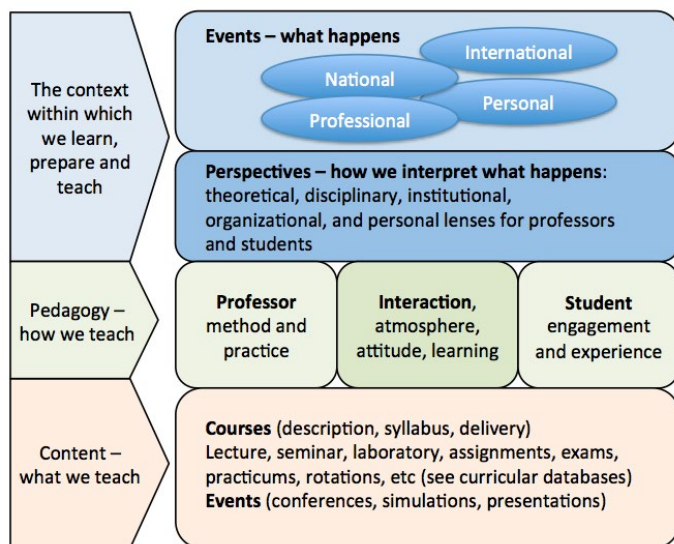 The context
within which
we learn,
prepare and
teach
Events – what happens
International
National
Personal
Professional
Perspectives – how we interpret what happens:
theoretical, disciplinary, institutional,
organizational, and personal lenses for professors
and students
Pedagogy –
how we teach
Professor
method and
practice
Interaction,
atmosphere,
attitude, learning
Student
engagement
and experience
Content –
what we teach
Courses (description, syllabus, delivery)
Lecture, seminar, laboratory, assignments, exams,
practicums, rotations, etc (see curricular databases)
Events (conferences, simulations, presentations)